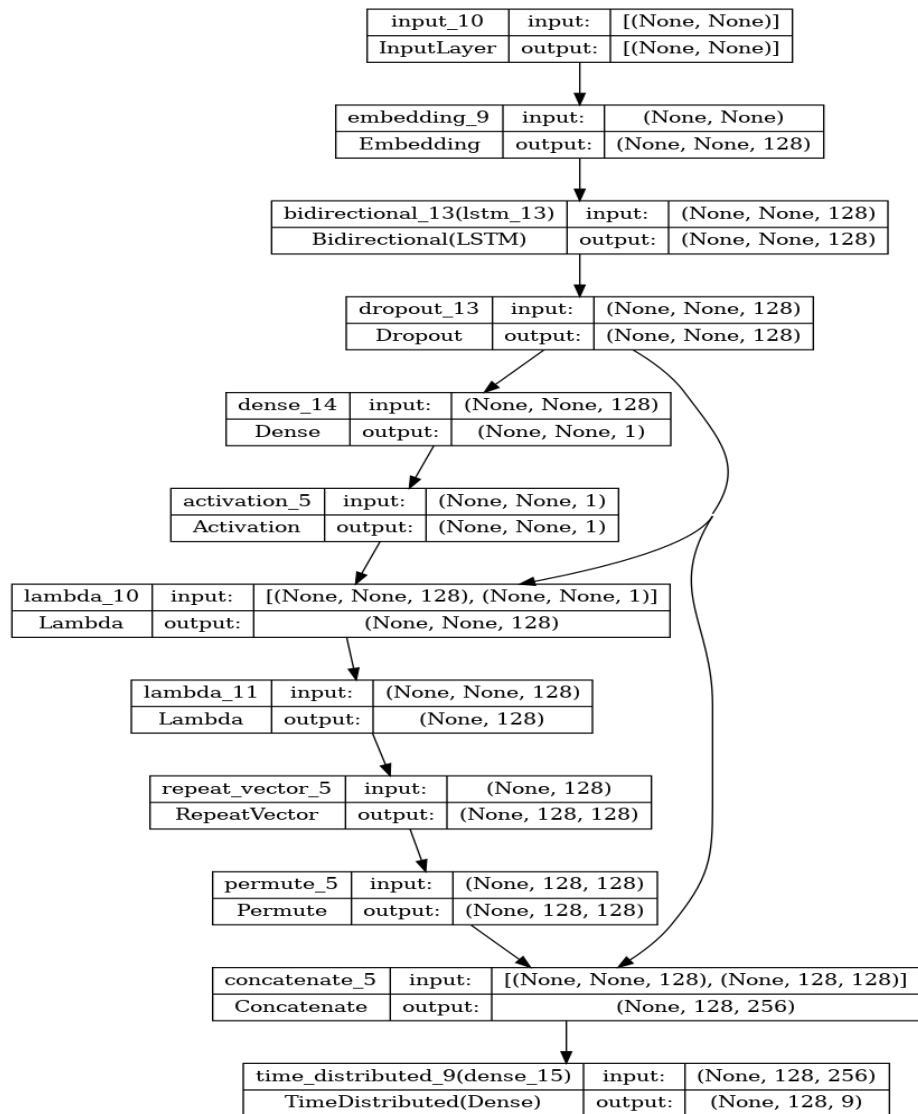 input_10 input: [(None, None)]
InputLayer output: [(None, None)]
embedding_9 input: (None, None)
Embedding output: (None, None, 128)
bidirectional_13(lstm_13) input: (None, None, 128)
Bidirectional(LSTM) output: (None, None, 128)
dropout_13 input: (None, None, 128)
Dropout output: (None, None, 128)
dense_14 input: (None, None, 128)
Dense output: (None, None, 1)
activation_5 input: (None, None, 1)
Activation output: (None, None, 1)
lambda_10 input: [(None, None, 128), (None, None, 1)]
Lambda output: (None, None, 128)
lambda_11 input: (None, None, 128)
Lambda output: (None, 128)
repeat_vector_5 input: (None, 128)
RepeatVector output: (None, 128, 128)
permute_5 input: (None, 128, 128)
Permute output: (None, 128, 128)
concatenate_5 input: [(None, None, 128), (None, 128, 128)]
Concatenate output: (None, 128, 256)
time_distributed_9(dense_15) input: (None, 128, 256)
TimeDistributed(Dense) output: (None, 128, 9)